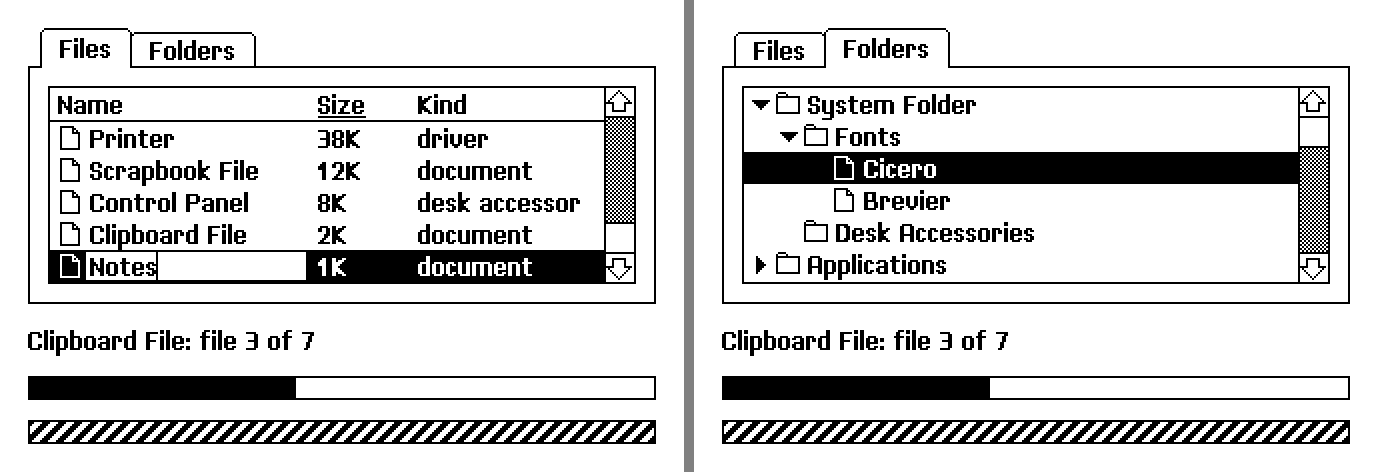 Files Folders
Name Size Kind
Printer 38K driver
Scrapbook File 12K document
Control Panel 8K desk accessor
Clipboard File 2K document
Notes 1K document
Clipboard File: file 3 of 7
Files Folders
System Folder
Fonts
Cicero
Brevier
Desk Accessories
Applications
Clipboard File: file 3 of 7